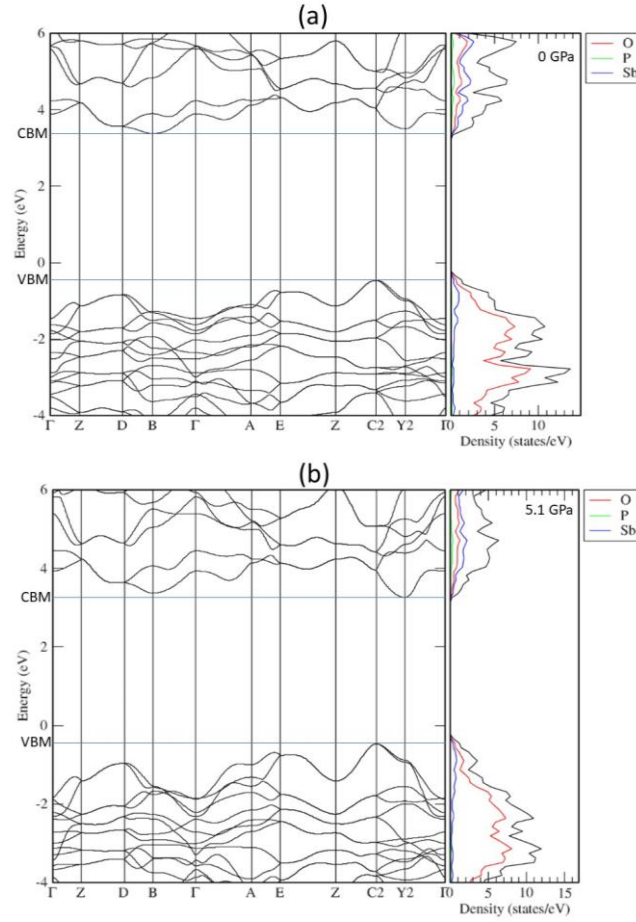 (a)
6
4
CBM
2
0
VBM
-2
-4
Energy (eV)
Γ Z D B Γ A E Z C2 Y2 Γ
0 GPa
O
P
Sb
0 10
Density (states/eV)
(b)
6
4
CBM
2
0
VBM
-2
-4
Energy (eV)
Γ Z D B Γ A E Z C2 Y2 Γ
5.1 GPa
O
P
Sb
0 5 10 15
Density (states/eV)